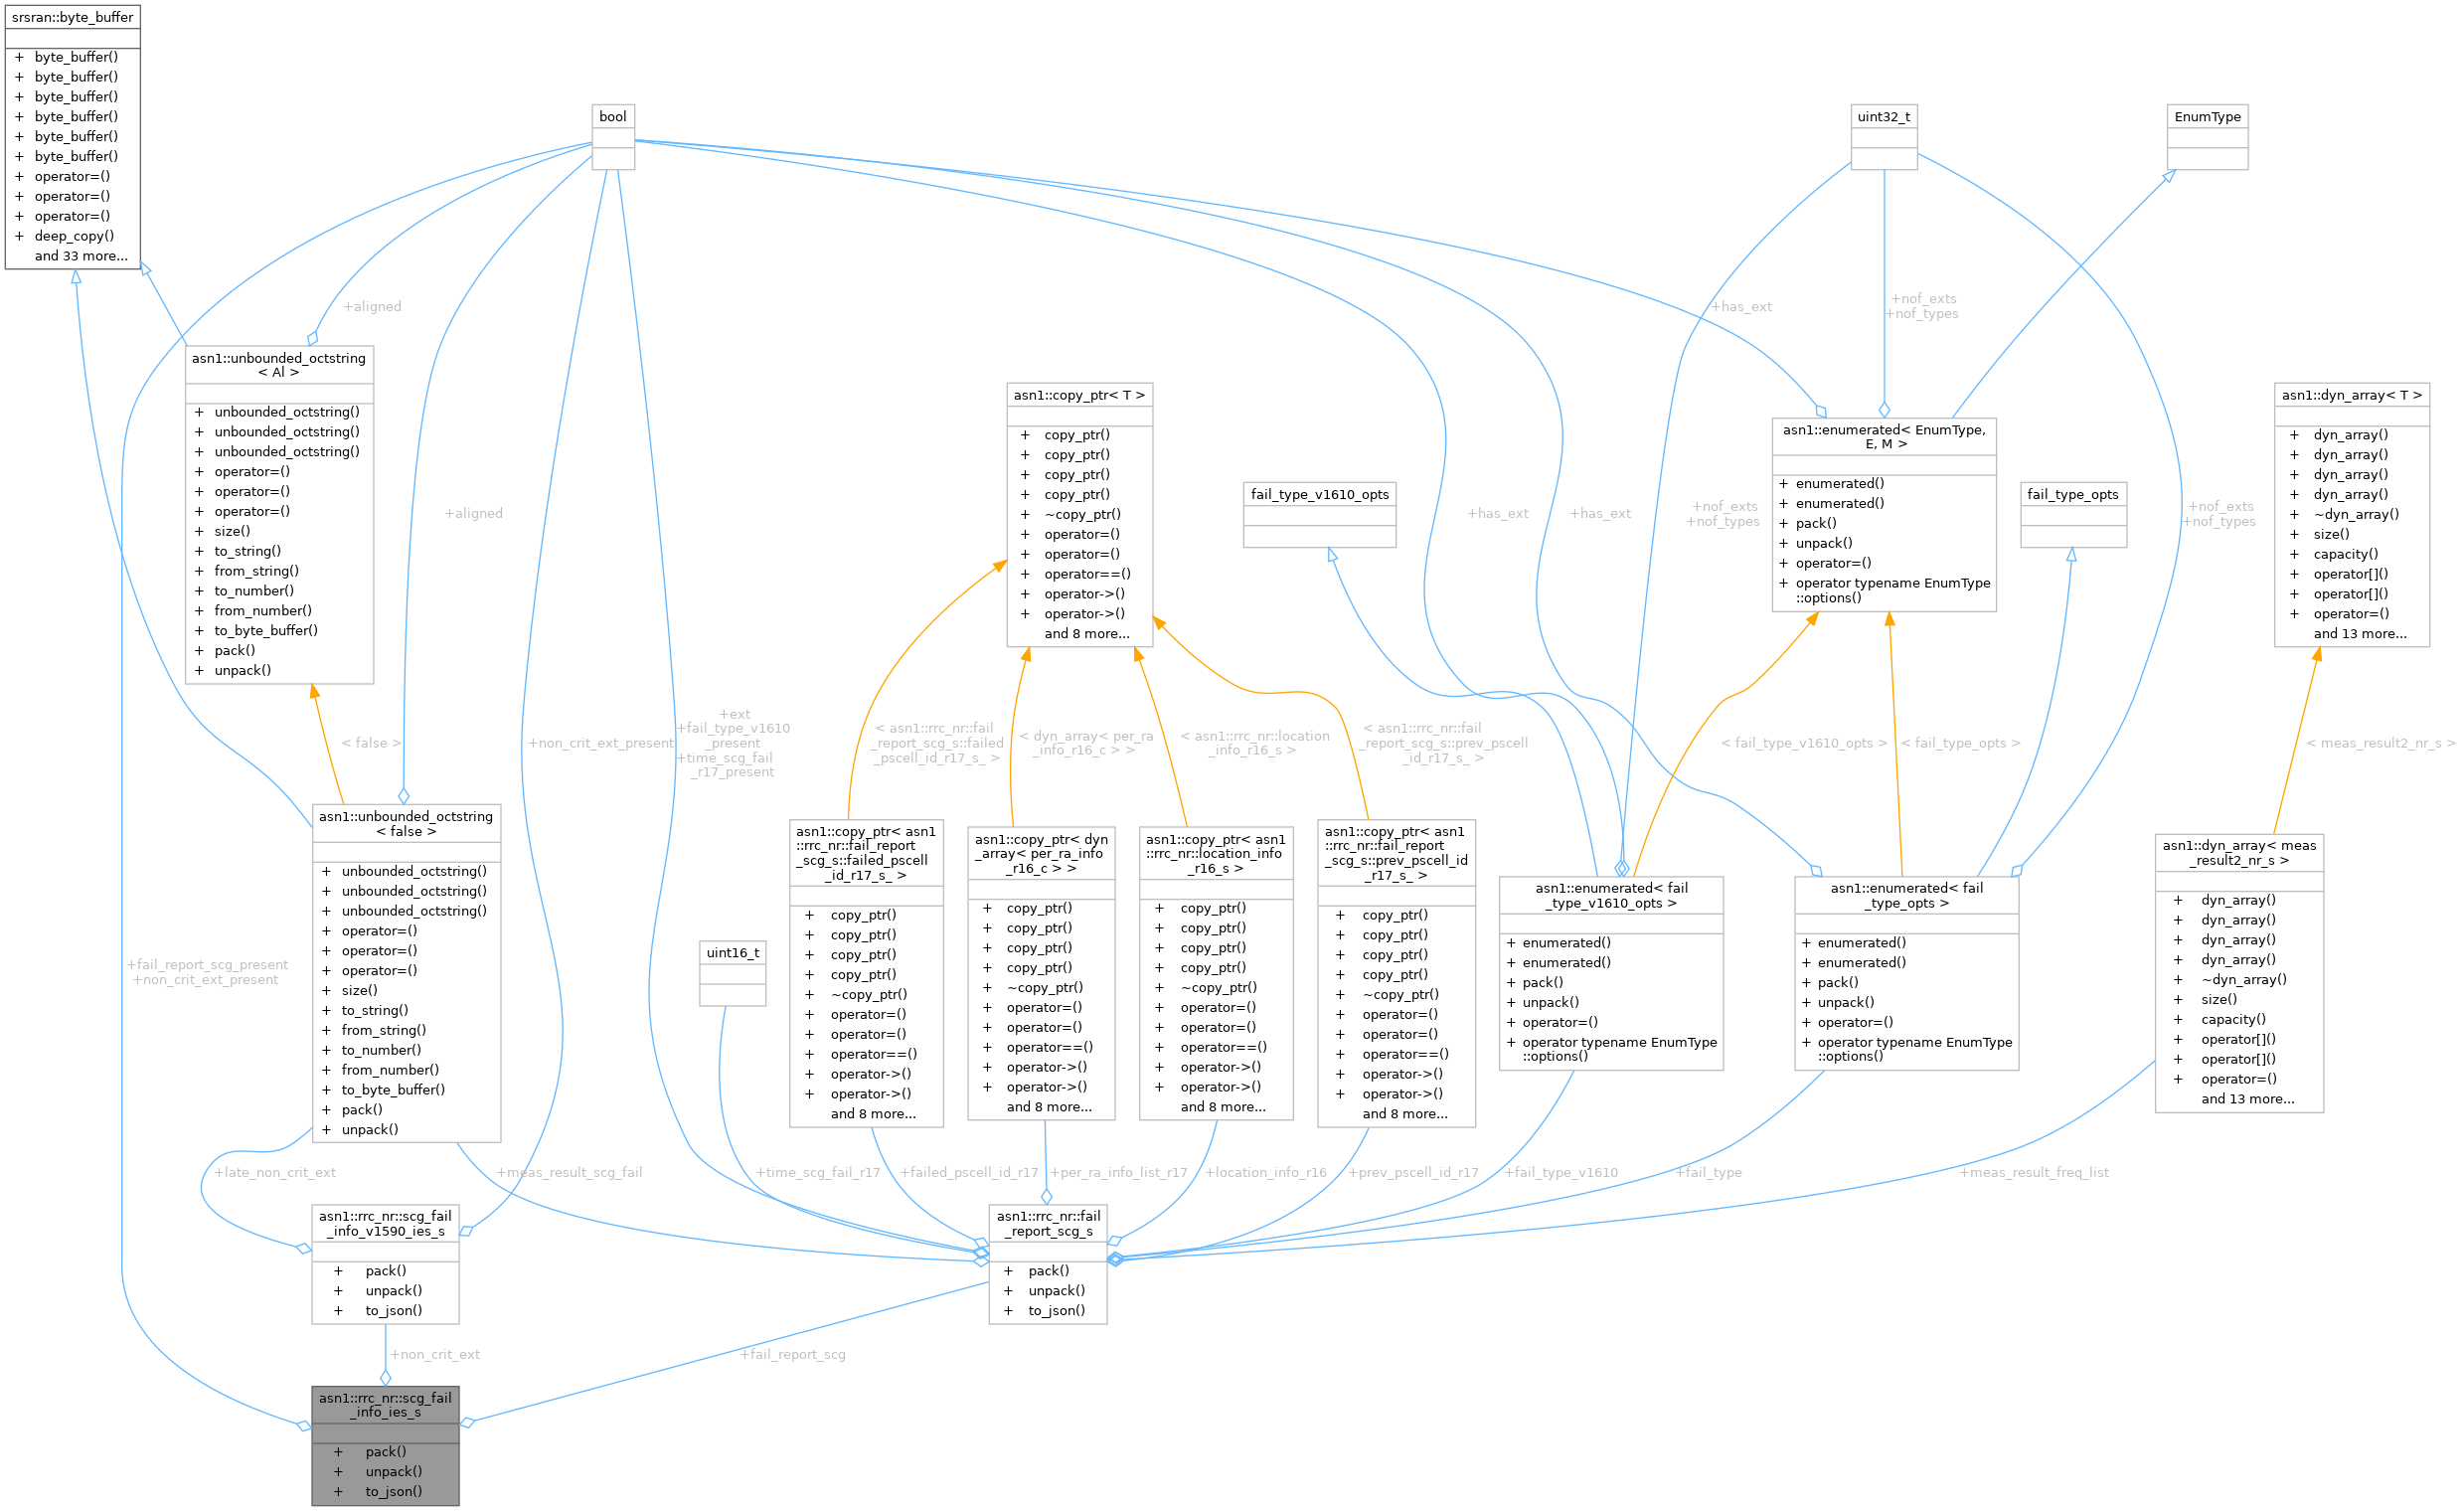 srsran::byte_buffer
+ byte_buffer()
+ byte_buffer()
+ byte_buffer()
+ byte_buffer()
+ byte_buffer()
+ byte_buffer()
+ operator=()
+ operator=()
+ operator=()
+ deep_copy()
and 33 more...
bool
uint32_t
EnumType
+aligned
+has_ext
+nof_exts
+nof_types
asn1::unbounded_octstring
< Al >
+ unbounded_octstring()
+ unbounded_octstring()
+ unbounded_octstring()
+ operator=()
+ operator=()
+ operator=()
+ size()
+ to_string()
+ from_string()
+ to_number()
+ from_number()
+ to_byte_buffer()
+ pack()
+ unpack()
+aligned
asn1::copy_ptr< T >
+ copy_ptr()
+ copy_ptr()
+ copy_ptr()
+ copy_ptr()
+ ~copy_ptr()
+ operator=()
+ operator=()
+ operator==()
+ operator->()
+ operator->()
and 8 more...
fail_type_v1610_opts
+has_ext
+has_ext
+nof_exts
+nof_types
asn1::enumerated< EnumType,
E, M >
+ enumerated()
+ enumerated()
+ pack()
+ unpack()
+ operator=()
+ operator typename EnumType
::options()
fail_type_opts
+nof_exts
+nof_types
asn1::dyn_array< T >
+ dyn_array()
+ dyn_array()
+ dyn_array()
+ dyn_array()
+ ~dyn_array()
+ size()
+ capacity()
+ operator[]()
+ operator[]()
+ operator=()
and 13 more...
< false >
+non_crit_ext_present
+ext
+fail_type_v1610
_present
+time_scg_fail
_r17_present
< asn1::rrc_nr::fail
_report_scg_s::failed
_pscell_id_r17_s_ >
< dyn_array< per_ra
_info_r16_c > >
< asn1::rrc_nr::location
_info_r16_s >
< asn1::rrc_nr::fail
_report_scg_s::prev_pscell
_id_r17_s_ >
< fail_type_v1610_opts >
< fail_type_opts >
< meas_result2_nr_s >
+fail_report_scg_present
+non_crit_ext_present
asn1::unbounded_octstring
< false >
+ unbounded_octstring()
+ unbounded_octstring()
+ unbounded_octstring()
+ operator=()
+ operator=()
+ operator=()
+ size()
+ to_string()
+ from_string()
+ to_number()
+ from_number()
+ to_byte_buffer()
+ pack()
+ unpack()
uint16_t
asn1::copy_ptr< asn1
::rrc_nr::fail_report
_scg_s::failed_pscell
_id_r17_s_ >
+ copy_ptr()
+ copy_ptr()
+ copy_ptr()
+ copy_ptr()
+ ~copy_ptr()
+ operator=()
+ operator=()
+ operator==()
+ operator->()
+ operator->()
and 8 more...
asn1::copy_ptr< dyn
_array< per_ra_info
_r16_c > >
+ copy_ptr()
+ copy_ptr()
+ copy_ptr()
+ copy_ptr()
+ ~copy_ptr()
+ operator=()
+ operator=()
+ operator==()
+ operator->()
+ operator->()
and 8 more...
asn1::copy_ptr< asn1
::rrc_nr::location_info
_r16_s >
+ copy_ptr()
+ copy_ptr()
+ copy_ptr()
+ copy_ptr()
+ ~copy_ptr()
+ operator=()
+ operator=()
+ operator==()
+ operator->()
+ operator->()
and 8 more...
asn1::copy_ptr< asn1
::rrc_nr::fail_report
_scg_s::prev_pscell_id
_r17_s_ >
+ copy_ptr()
+ copy_ptr()
+ copy_ptr()
+ copy_ptr()
+ ~copy_ptr()
+ operator=()
+ operator=()
+ operator==()
+ operator->()
+ operator->()
and 8 more...
asn1::enumerated< fail
_type_v1610_opts >
+ enumerated()
+ enumerated()
+ pack()
+ unpack()
+ operator=()
+ operator typename EnumType
::options()
asn1::enumerated< fail
_type_opts >
+ enumerated()
+ enumerated()
+ pack()
+ unpack()
+ operator=()
+ operator typename EnumType
::options()
asn1::dyn_array< meas
_result2_nr_s >
+ dyn_array()
+ dyn_array()
+ dyn_array()
+ dyn_array()
+ ~dyn_array()
+ size()
+ capacity()
+ operator[]()
+ operator[]()
+ operator=()
and 13 more...
+late_non_crit_ext
+meas_result_scg_fail
+time_scg_fail_r17
+failed_pscell_id_r17
+per_ra_info_list_r17
+location_info_r16
+prev_pscell_id_r17
+fail_type_v1610
+fail_type
+meas_result_freq_list
asn1::rrc_nr::scg_fail
_info_v1590_ies_s
+ pack()
+ unpack()
+ to_json()
asn1::rrc_nr::fail
_report_scg_s
+ pack()
+ unpack()
+ to_json()
+non_crit_ext
+fail_report_scg
asn1::rrc_nr::scg_fail
_info_ies_s
+ pack()
+ unpack()
+ to_json()